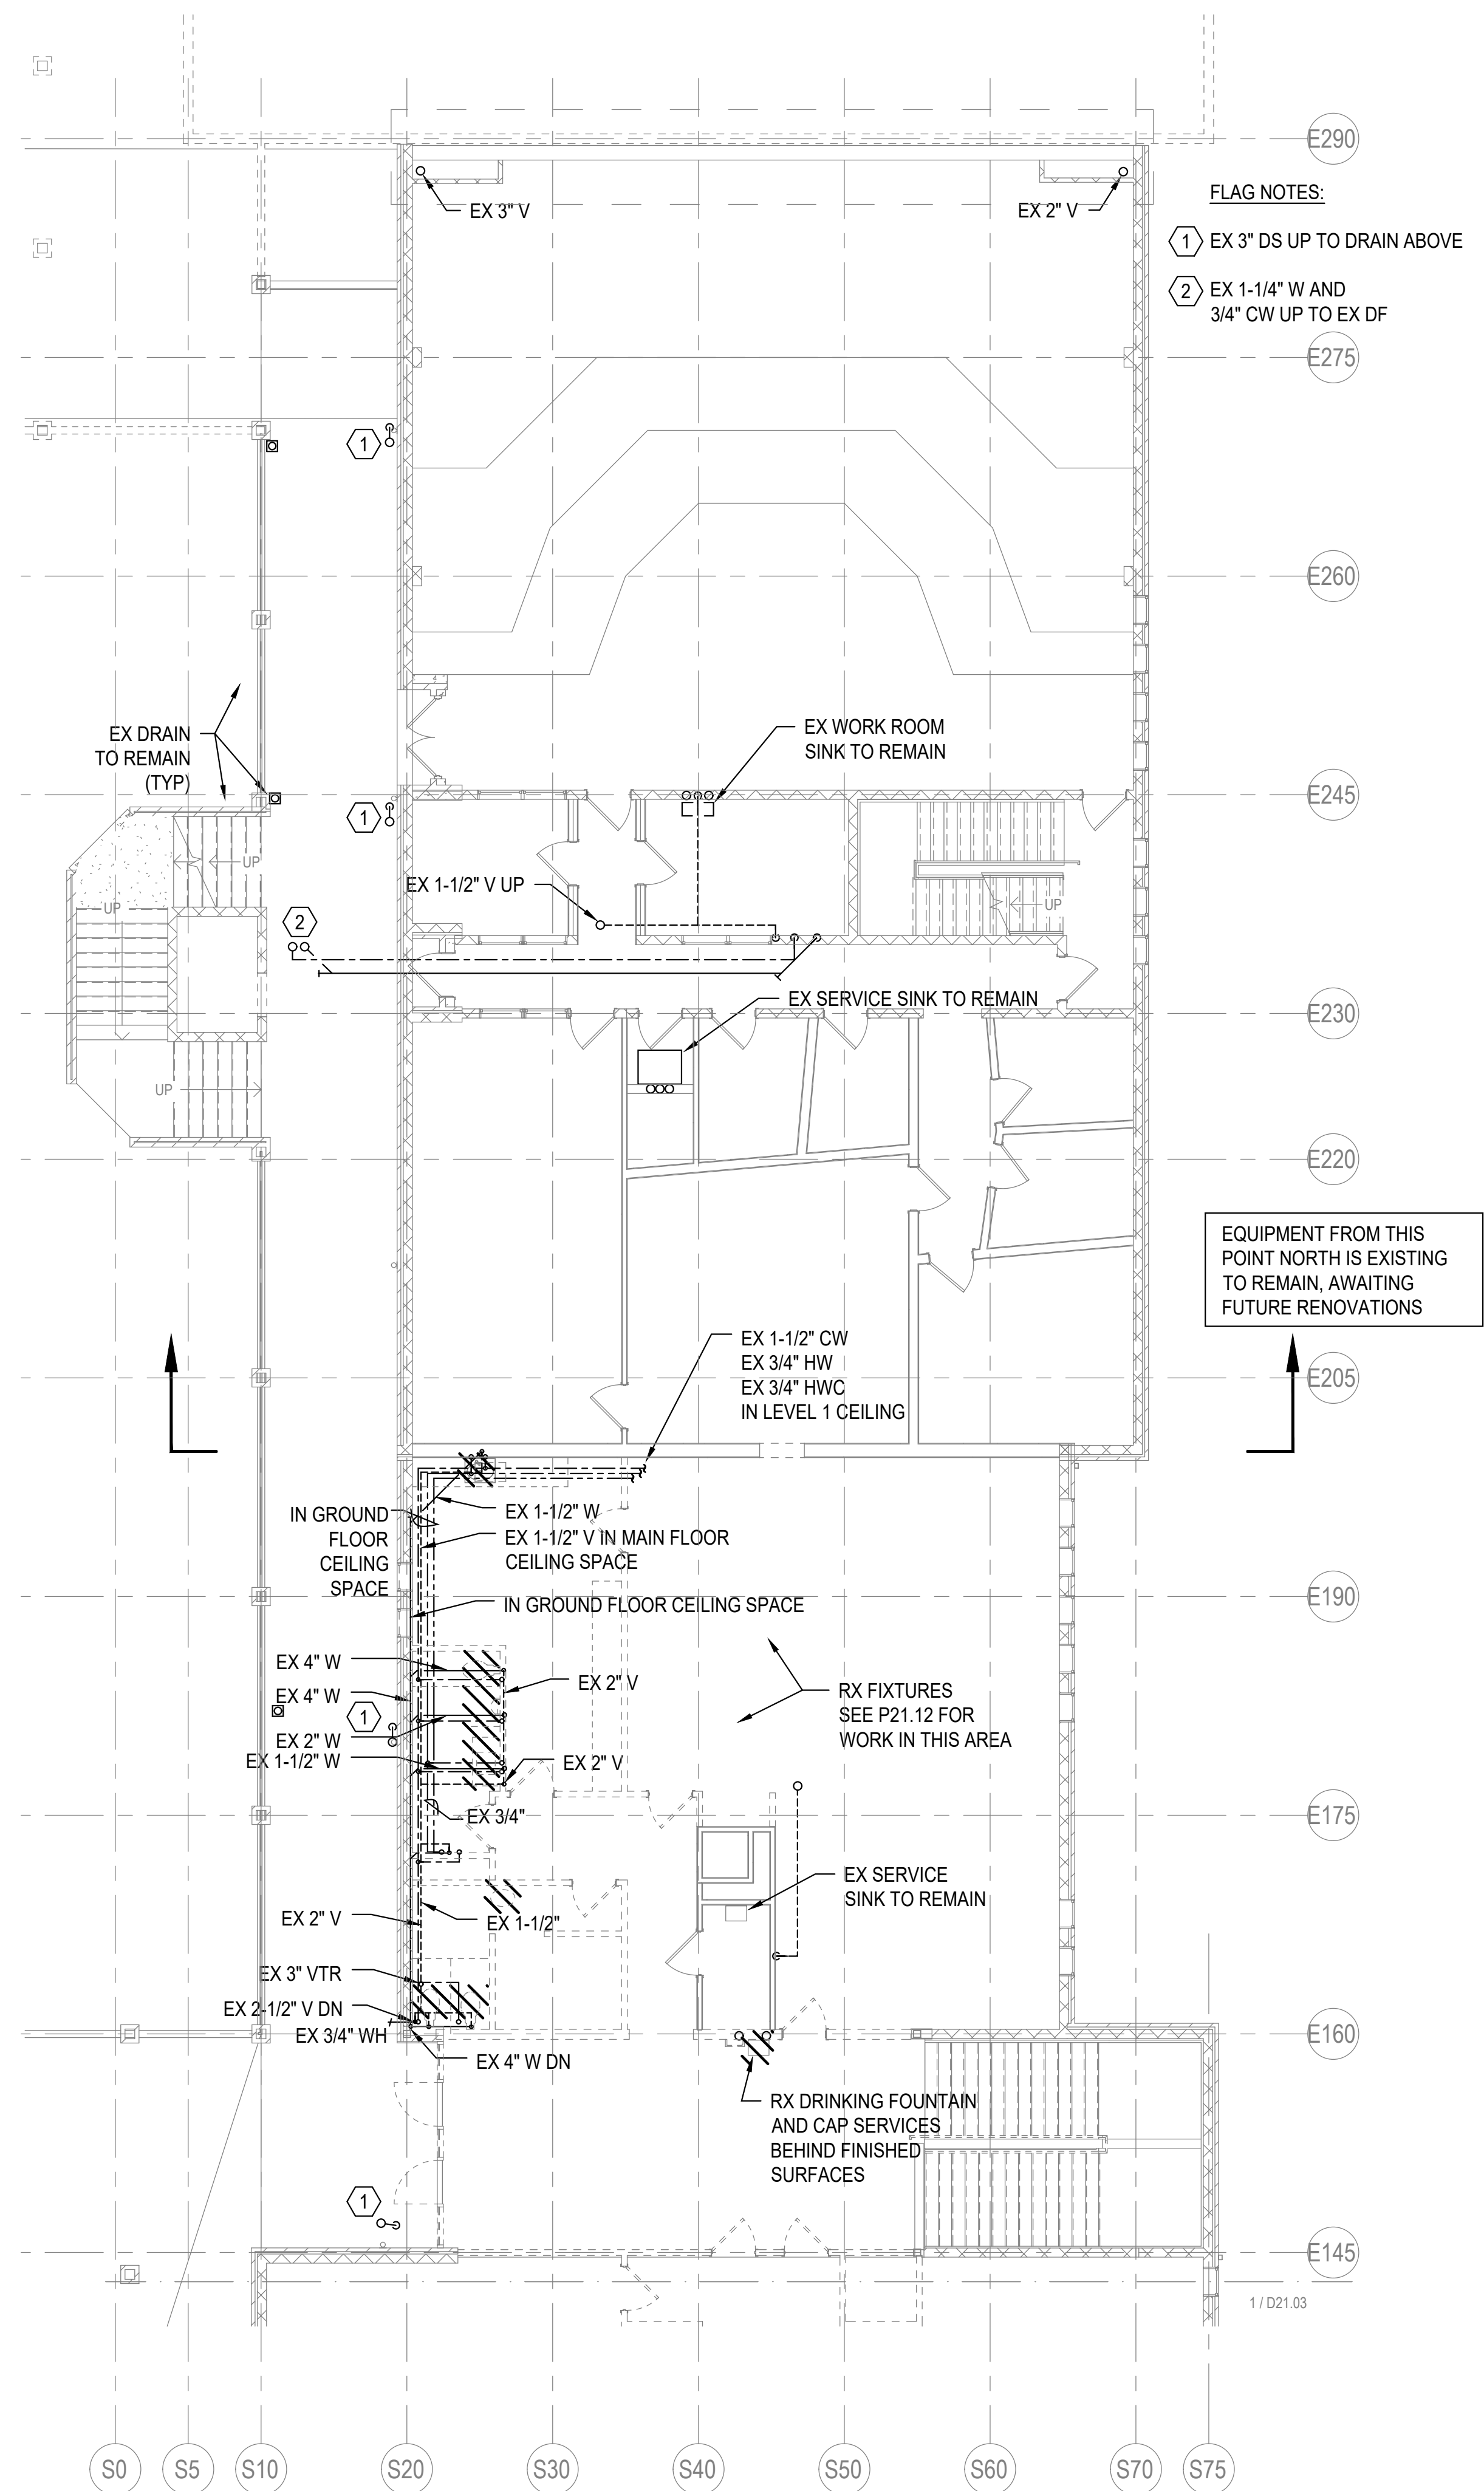 E290
EX 3" V
EX 2" V
FLAG NOTES:
1 EX 3" DS UP TO DRAIN ABOVE
2 EX 1-1/4" W AND
3/4" CW UP TO EX DF
E275
1
E260
EX DRAIN
TO REMAIN
(TYP)
EX WORK ROOM
SINK TO REMAIN
E245
1
UP
UP
EX 1-1/2" V UP
UP
2
EX SERVICE SINK TO REMAIN
E230
UP
E220
EQUIPMENT FROM THIS
POINT NORTH IS EXISTING
TO REMAIN, AWAITING
FUTURE RENOVATIONS
EX 1-1/2" CW
EX 3/4" HW
EX 3/4" HWC
IN LEVEL 1 CEILING
E205
IN GROUND
FLOOR
CEILING
SPACE
EX 1-1/2" W
EX 1-1/2" V IN MAIN FLOOR
CEILING SPACE
IN GROUND FLOOR CEILING SPACE
E190
EX 4" W
EX 4" W
1
EX 2" W
EX 1-1/2" W
EX 2" V
EX 2" V
RX FIXTURES
SEE P21.12 FOR
WORK IN THIS AREA
EX 3/4"
E175
EX SERVICE
SINK TO REMAIN
EX 2" V
EX 1-1/2"
EX 3" VTR
EX 2-1/2" V DN
EX 3/4" WH
EX 4" W DN
E160
RX DRINKING FOUNTAIN
AND CAP SERVICES
BEHIND FINISHED
SURFACES
1
E145
1 / D21.03
S0
S5
S10
S20
S30
S40
S50
S60
S70
S75